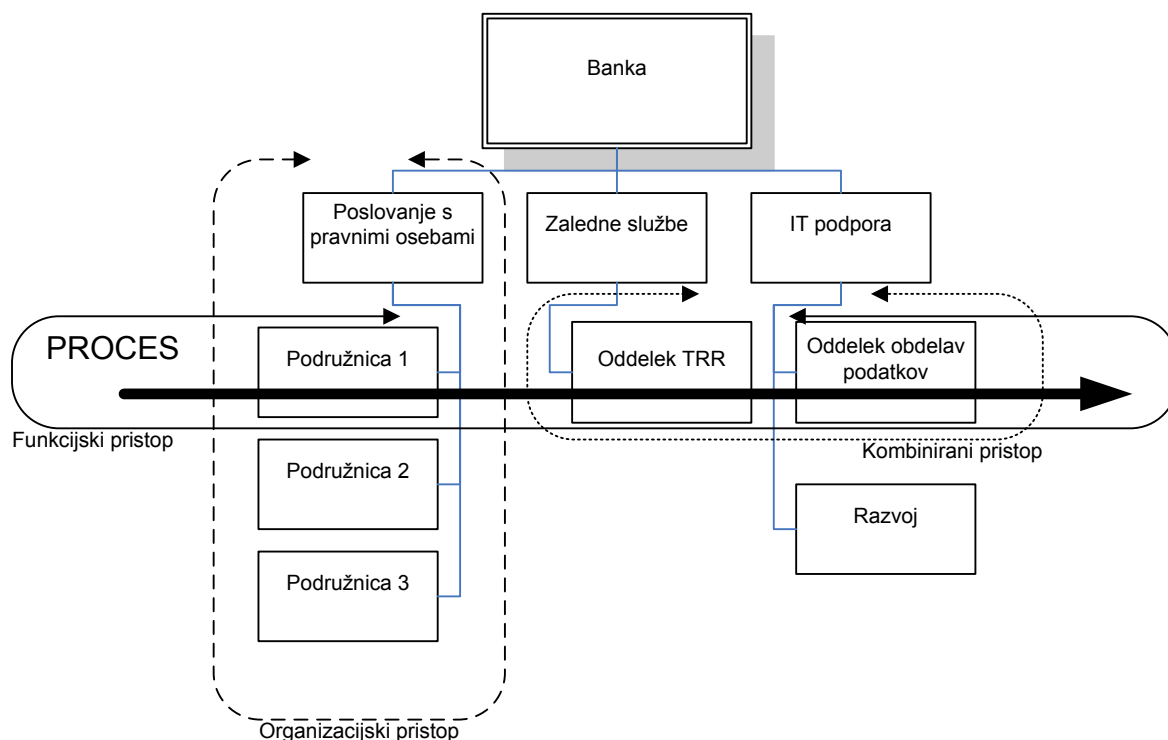 Banka
Poslovanje s
pravnimi osebami
Zaledne službe
IT podpora
PROCES
Podružnica 1
Oddelek TRR
Oddelek obdelav
podatkov
Funkcijski pristop
Kombinirani pristop
Podružnica 2
Razvoj
Podružnica 3
Organizacijski pristop